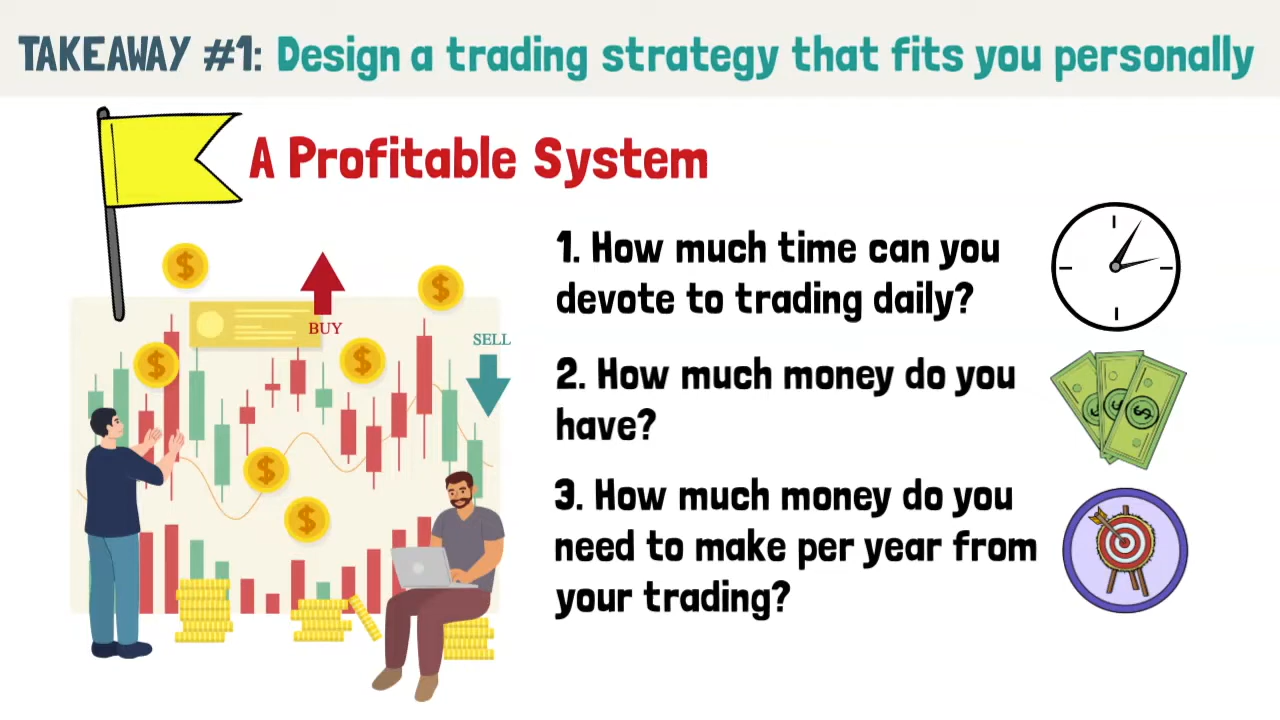 TAKEAWAY #1: Design a trading strategy that fits you personally
A Profitable System
BUY
SELL
1. How much time can you
devote to trading daily?
2. How much money do you
have?
3. How much money do you
need to make per year from
your trading?